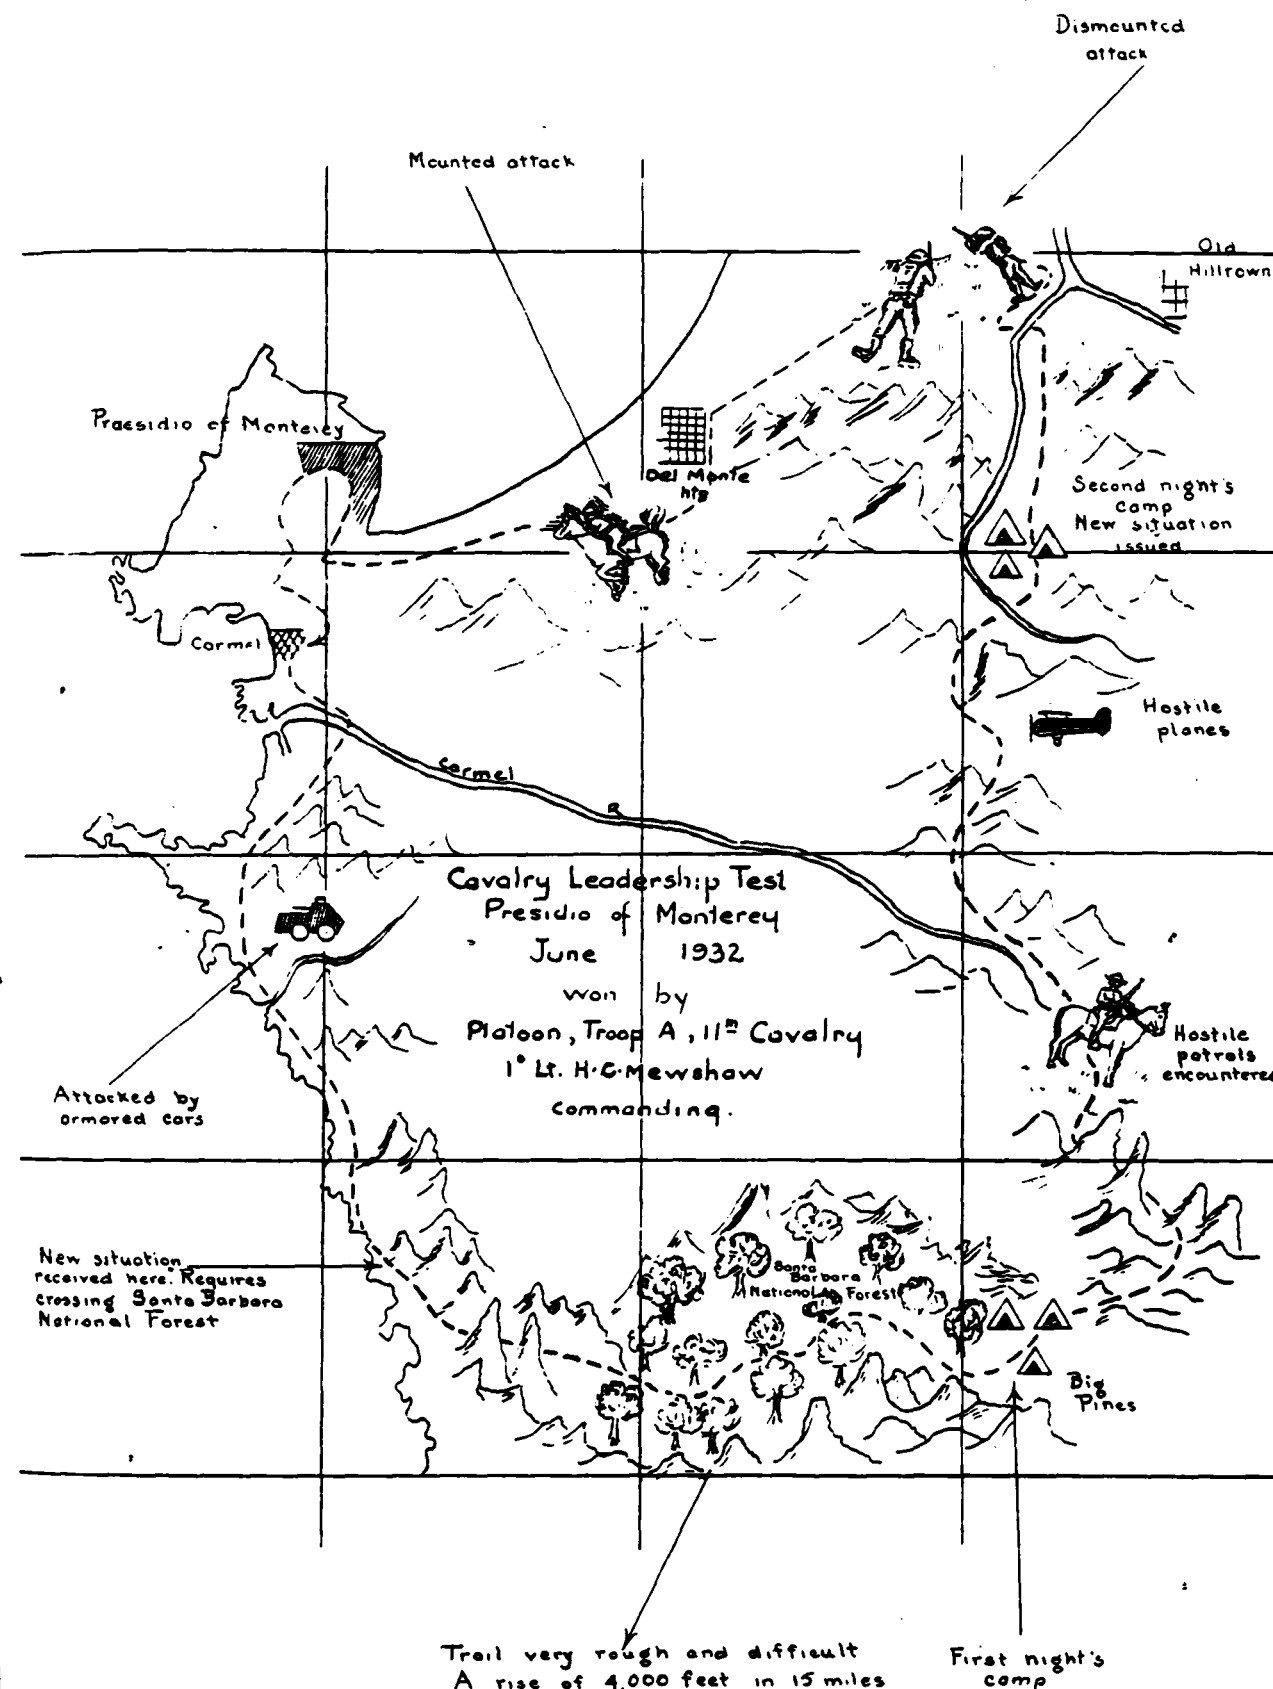 Dismounted
attack
Mounted attack
Old
Hilltown
Praesidio of Monterey
Del Monte
hts
Second night's
camp
New situation
issued
Carmel
Hostile
planes
Carmel
R
Cavalry Leadership Test
Presidio of Monterey
June 1932
won by
Platoon, Troop A, 11th Cavalry
1° Lt. H.C. Mewshaw
commanding.
Hostile
patrols
encountered
Attacked by
armored cars
New situation
received here. Requires
crossing Santa Barbara
National Forest
Santa
Barbara
National Forest
Big
Pines
Trail very rough and difficult
A rise of 4,000 feet in 15 miles
First night's
camp